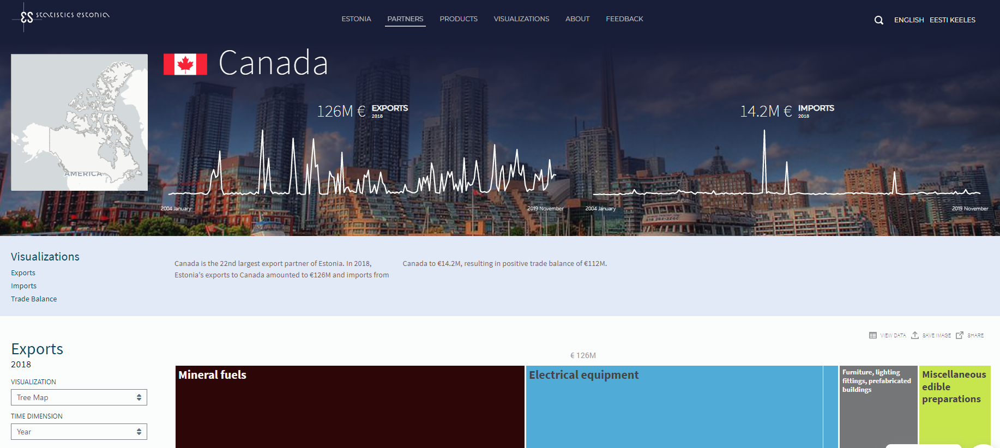 statistics estonia
ESTONIA
PARTNERS
PRODUCTS
VISUALIZATIONS
ABOUT
FEEDBACK
ENGLISH
EESTI KEELES
Canada
AMERICA
126M € EXPORTS
2018
14.2M € IMPORTS
2018
2004 January
2019 November
2004 January
2019 November
Visualizations
Exports
Imports
Trade Balance
Canada is the 22nd largest export partner of Estonia. In 2018,
Estonia's exports to Canada amounted to €126M and imports from
Canada to €14.2M, resulting in positive trade balance of €112M.
VIEW DATA
SAVE IMAGE
SHARE
Exports
2018
VISUALIZATION
Tree Map
TIME DIMENSION
Year
€ 126M
Mineral fuels
Electrical equipment
Furniture, lighting
fittings, prefabricated
buildings
Miscellaneous
edible
preparations